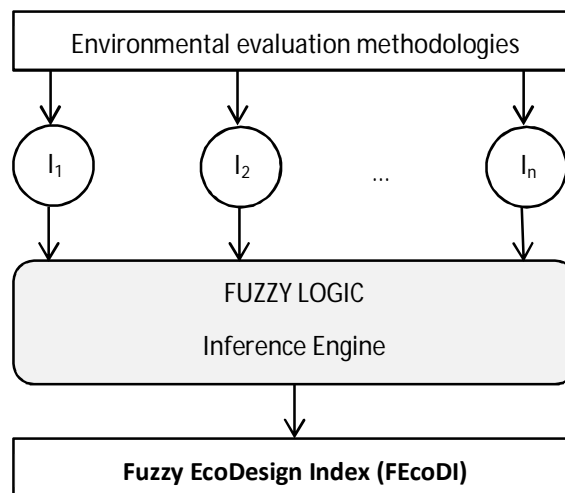 Environmental evaluation methodologies
I₁ I₂ ... Iₙ
FUZZY LOGIC
Inference Engine
Fuzzy EcoDesign Index (FEcoDI)